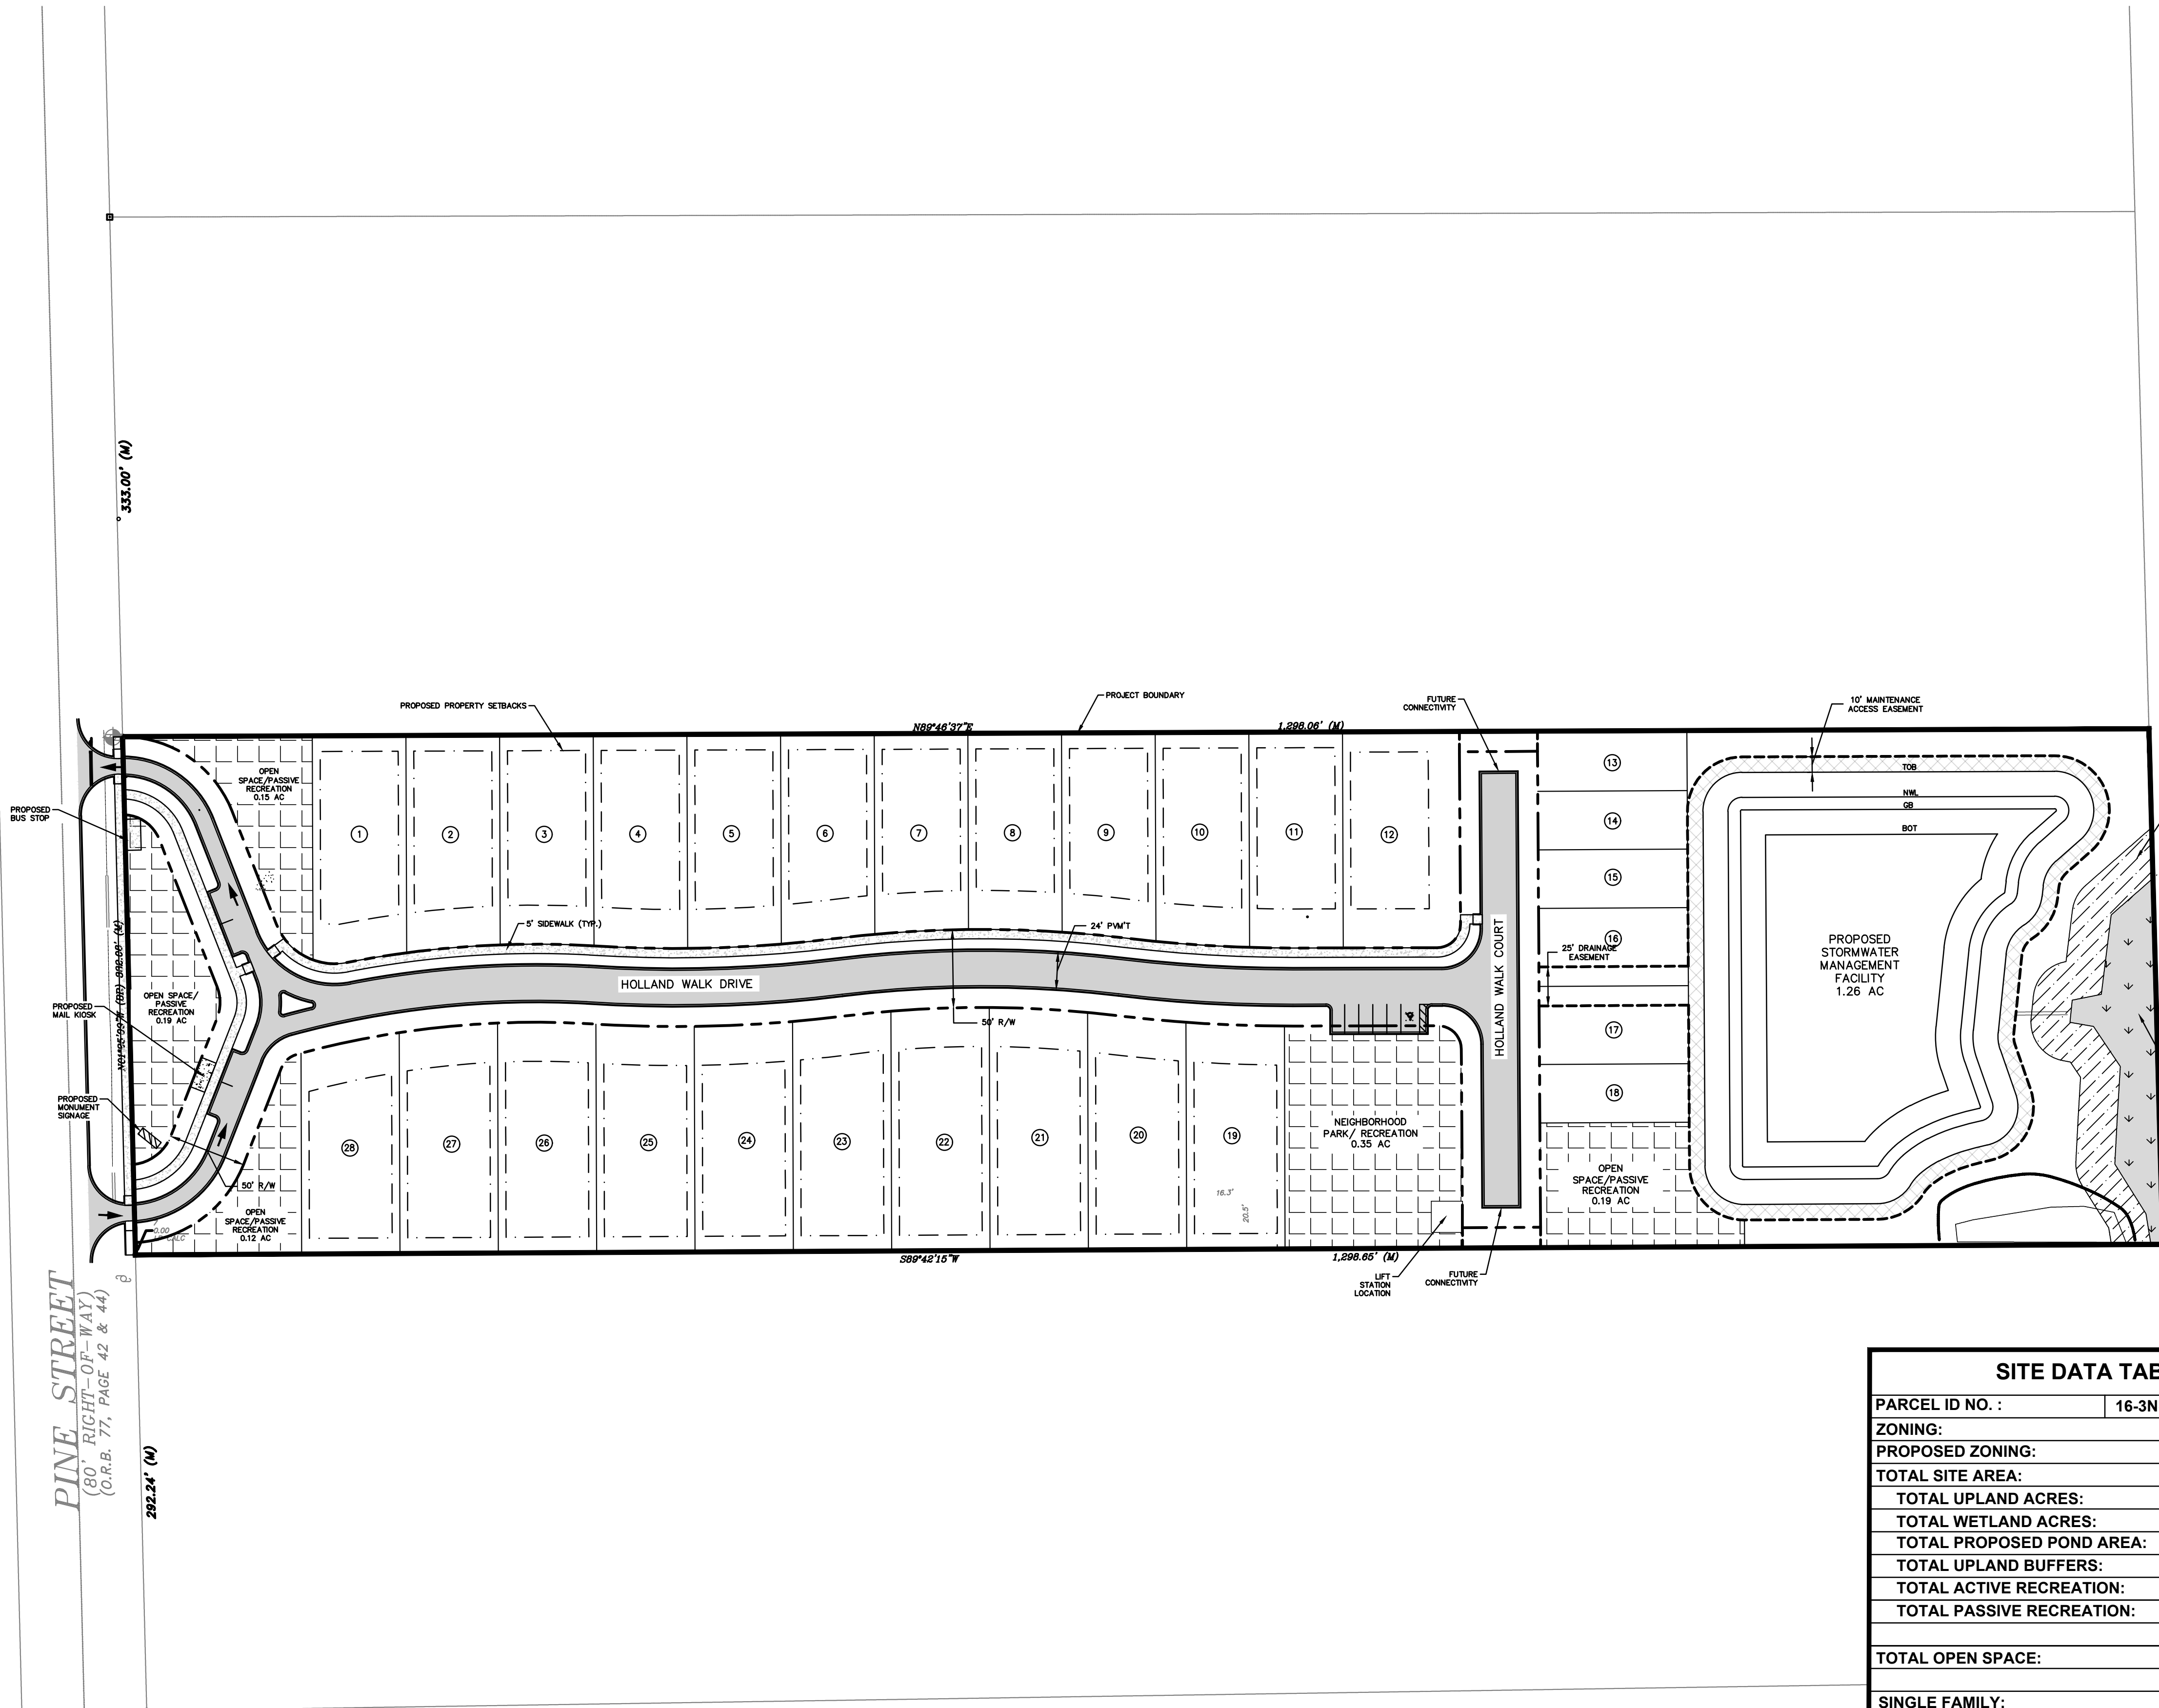 333.00' (M)
PROPOSED PROPERTY SETBACKS
PROJECT BOUNDARY
N89°46'37"E
1,298.06' (M)
FUTURE
CONNECTIVITY
10' MAINTENANCE
ACCESS EASEMENT
PROPOSED
BUS STOP
OPEN
SPACE/PASSIVE
RECREATION
0.15 AC
1
2
3
4
5
6
7
8
9
10
11
12
13
14
15
16
17
18
TOB
NWL
GB
BOT
5' SIDEWALK (TYP.)
24' PVM'T
HOLLAND WALK DRIVE
50' R/W
HOLLAND WALK COURT
25' DRAINAGE
EASEMENT
PROPOSED
STORMWATER
MANAGEMENT
FACILITY
1.26 AC
PROPOSED
MAIL KIOSK
OPEN SPACE/
PASSIVE
RECREATION
0.19 AC
PROPOSED
MONUMENT
SIGNAGE
50' R/W
OPEN
SPACE/PASSIVE
RECREATION
0.12 AC
0.00
CALC
28
27
26
25
24
23
22
21
20
19
16.3'
20.5'
NEIGHBORHOOD
PARK/ RECREATION
0.35 AC
OPEN
SPACE/PASSIVE
RECREATION
0.19 AC
S89°42'15"W
1,298.65' (M)
LIFT
STATION
LOCATION
FUTURE
CONNECTIVITY
PINE STREET
(80' RIGHT-OF-WAY)
(O.R.B. 77, PAGE 42 & 44)
292.24' (M)
SITE DATA TAB
PARCEL ID NO. :
16-3N
ZONING:
PROPOSED ZONING:
TOTAL SITE AREA:
TOTAL UPLAND ACRES:
TOTAL WETLAND ACRES:
TOTAL PROPOSED POND AREA:
TOTAL UPLAND BUFFERS:
TOTAL ACTIVE RECREATION:
TOTAL PASSIVE RECREATION:
TOTAL OPEN SPACE:
SINGLE FAMILY: